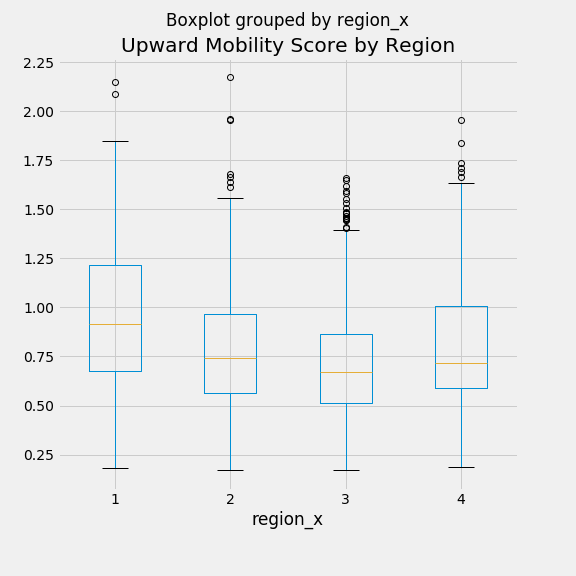 Boxplot grouped by region_x
Upward Mobility Score by Region
2.25
2.00
1.75
1.50
1.25
1.00
0.75
0.50
0.25
1 2 3 4
region_x